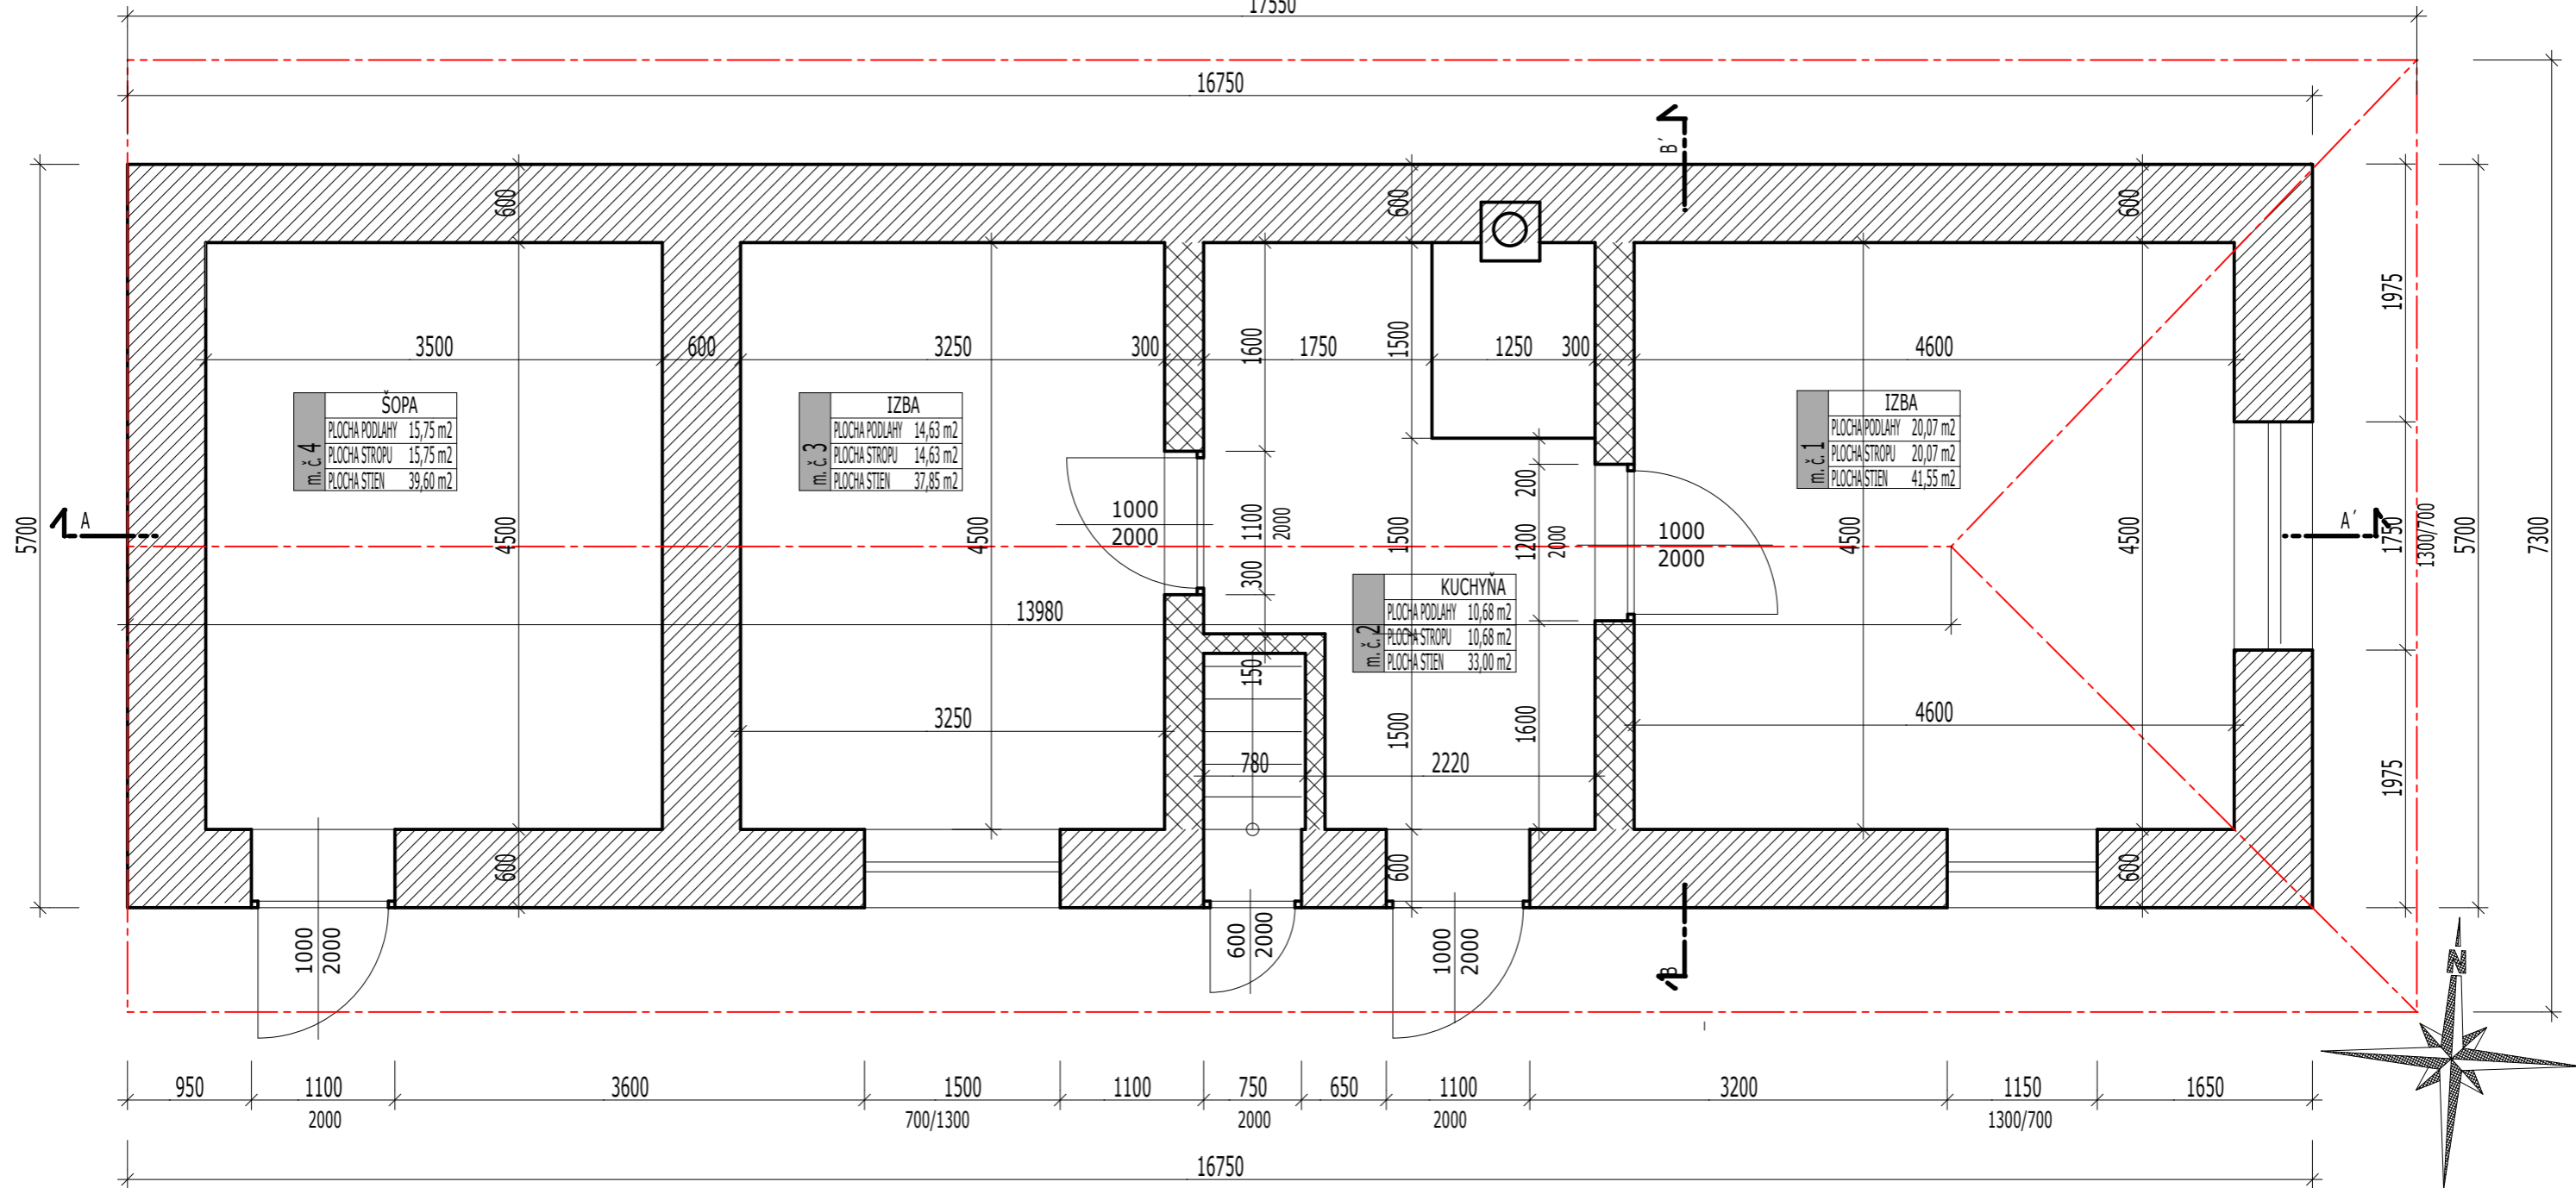 17550
16750
B´
600
600
600
1975
3500
600
3250
300
1600
1750
1500
1250
300
4600
m. č. 4
ŠOPA
PLOCHA PODLAHY 15,75 m2
PLOCHA STROPU 15,75 m2
PLOCHA STIEN 39,60 m2
m. č. 3
IZBA
PLOCHA PODLAHY 14,63 m2
PLOCHA STROPU 14,63 m2
PLOCHA STIEN 37,85 m2
m. č. 1
IZBA
PLOCHA PODLAHY 20,07 m2
PLOCHA STROPU 20,07 m2
PLOCHA STIEN 41,55 m2
5700
A
4500
4500
1000
2000
1100
2000
300
1500
200
1200
2000
1000
2000
4500
4500
A´
1750
1300/700
5700
7300
13980
m. č. 2
KUCHYŇA
PLOCHA PODLAHY 10,68 m2
PLOCHA STROPU 10,68 m2
PLOCHA STIEN 33,00 m2
150
3250
780
1500
2220
1600
4600
1975
600
600
600
1000
2000
600
2000
1000
2000
B
N
950
1100
3600
1500
1100
750
650
1100
3200
1150
1650
2000
700/1300
2000
2000
1300/700
16750